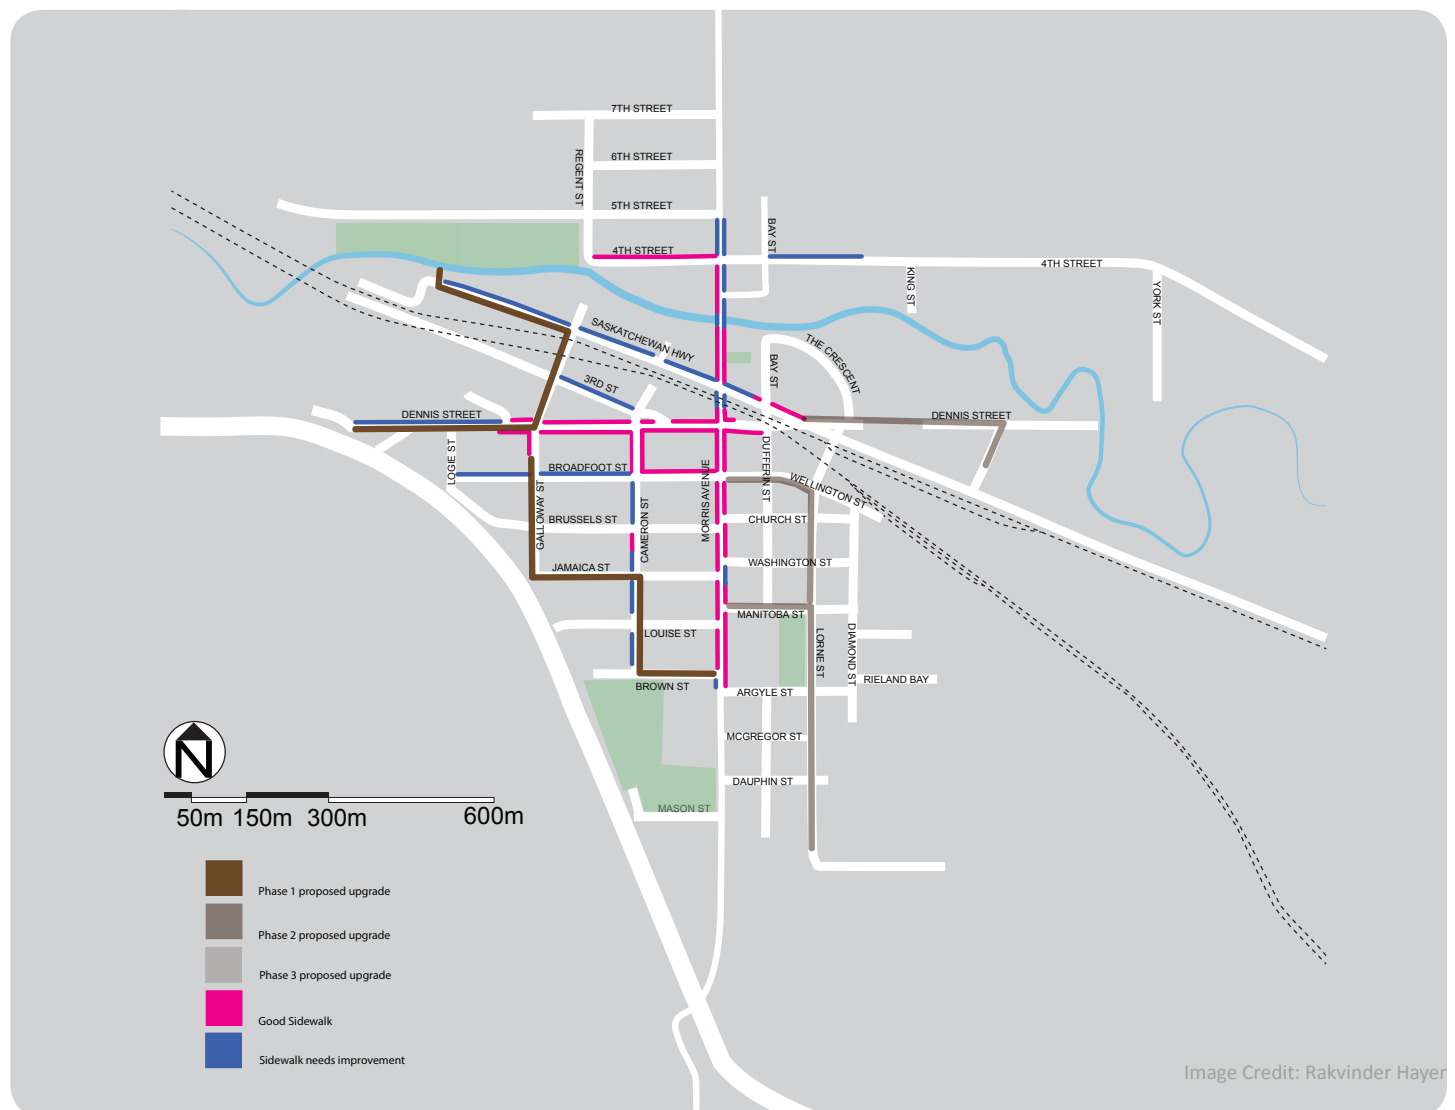 7TH STREET
REGENT ST
6TH STREET
5TH STREET
BAY ST
4TH STREET
4TH STREET
KING ST
YORK ST
SASKATCHEWAN HWY
THE CRESCENT
BAY ST
3RD ST
DENNIS STREET
DENNIS STREET
LOGIE ST
BROADFOOT ST
MORRIS AVENUE
DUFFERIN ST
WELLINGTON ST
GALLOWAY ST
CAMERON ST
BRUSSELS ST
CHURCH ST
JAMAICA ST
WASHINGTON ST
MANITOBA ST
LOUISE ST
LORNE ST
DIAMOND ST
RIELAND BAY
BROWN ST
ARGYLE ST
MCGREGOR ST
DAUPHIN ST
MASON ST
N
50m 150m 300m 600m
Phase 1 proposed upgrade
Phase 2 proposed upgrade
Phase 3 proposed upgrade
Good Sidewalk
Sidewalk needs improvement
Image Credit: Rakvinder Hayer